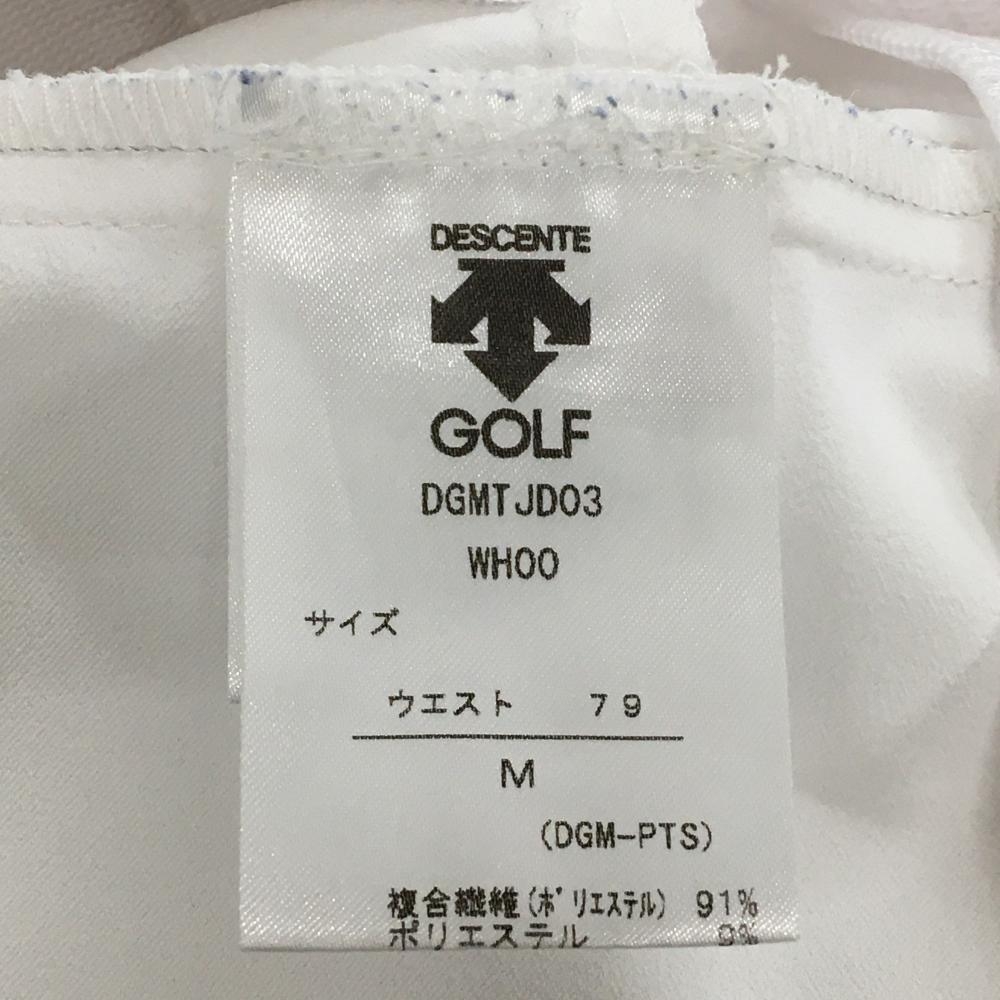 DESCENTE
GOLF
DGMTJD03
WH00
サイズ
ウエスト 79
M
(DGM-PTS)
複合繊維(ポリエステル) 91%
ポリエステル 9%